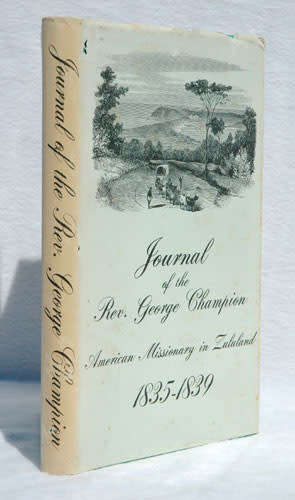 Journal of the Rev. George Champion
Journal
of the
Rev. George Champion
American Missionary in Zululand
1835-1839